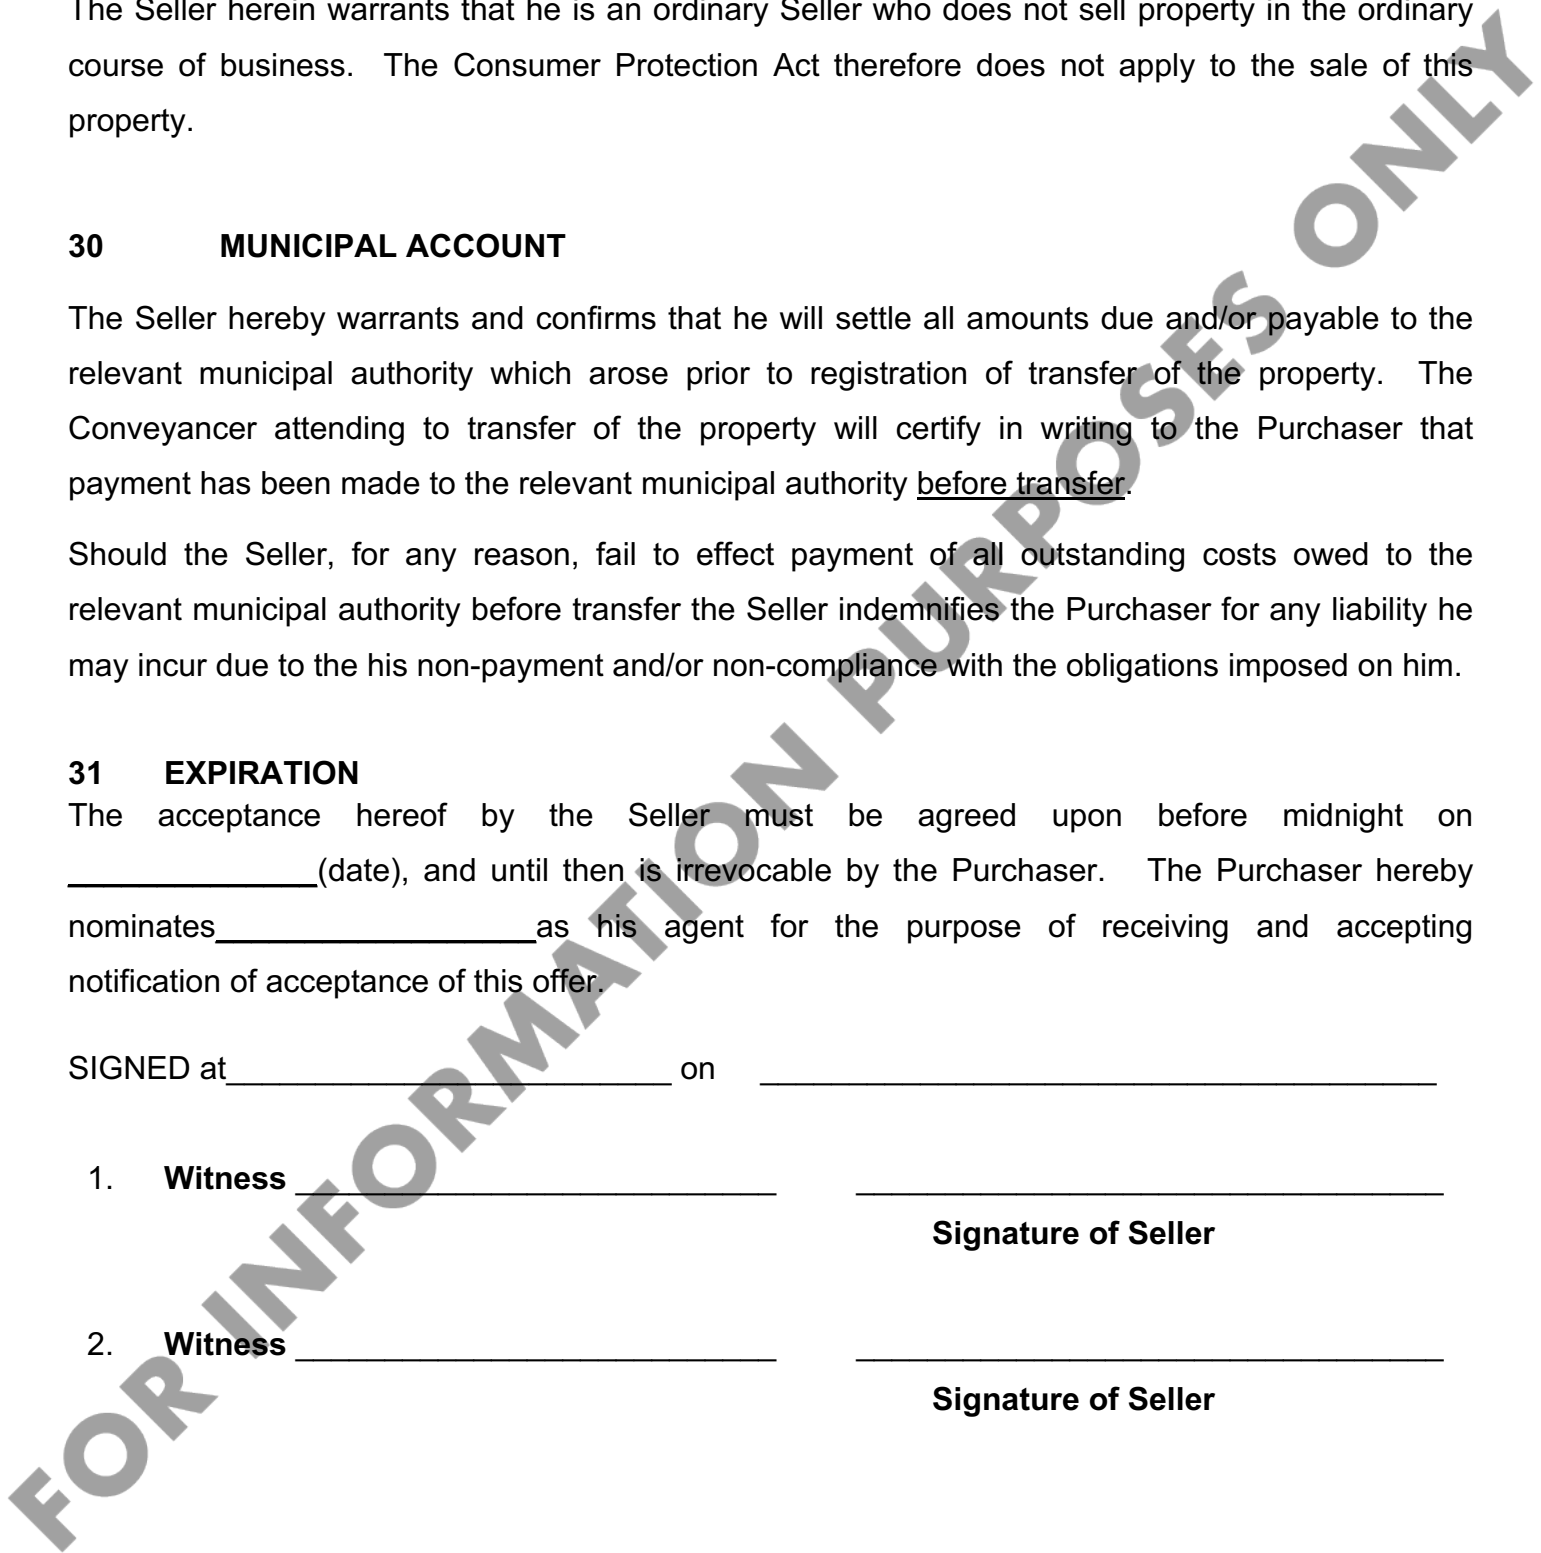 The Seller herein warrants that he is an ordinary Seller who does not sell property in the ordinary
course of business. The Consumer Protection Act therefore does not apply to the sale of this
property.
30 MUNICIPAL ACCOUNT
The Seller hereby warrants and confirms that he will settle all amounts due and/or payable to the
relevant municipal authority which arose prior to registration of transfer of the property. The
Conveyancer attending to transfer of the property will certify in writing to the Purchaser that
payment has been made to the relevant municipal authority before transfer.
Should the Seller, for any reason, fail to effect payment of all outstanding costs owed to the
relevant municipal authority before transfer the Seller indemnifies the Purchaser for any liability he
may incur due to the his non-payment and/or non-compliance with the obligations imposed on him.
31 EXPIRATION
The acceptance hereof by the Seller must be agreed upon before midnight on
______________(date), and until then is irrevocable by the Purchaser. The Purchaser hereby
nominates__________________as his agent for the purpose of receiving and accepting
notification of acceptance of this offer.
SIGNED at_________________________ on ______________________________________
1. Witness ___________________________ _________________________________
Signature of Seller
2. Witness ___________________________ _________________________________
Signature of Seller
FOR INFORMATION PURPOSES ONLY